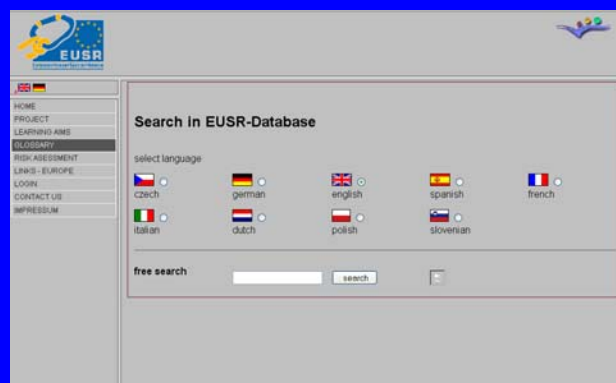 EUSR
HOME
PROJECT
LEARNING AIMS
GLOSSARY
RISK ASESSMENT
LINKS - EUROPE
LOGIN
CONTACT US
IMPRESSUM
Search in EUSR-Database
select language
czech german english spanish french
italian dutch polish slovenian
free search search